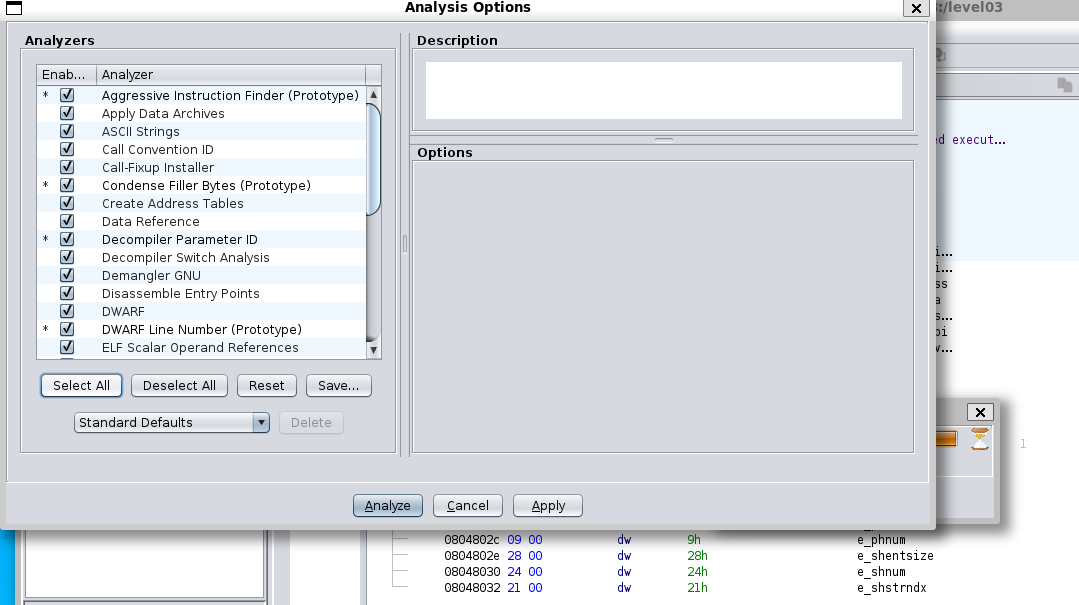 Analysis Options
:/level03
Analyzers
Description
Enab... Analyzer
* Aggressive Instruction Finder (Prototype)
Apply Data Archives
ASCII Strings
Call Convention ID
Call-Fixup Installer
* Condense Filler Bytes (Prototype)
Create Address Tables
Data Reference
* Decompiler Parameter ID
Decompiler Switch Analysis
Demangler GNU
Disassemble Entry Points
DWARF
* DWARF Line Number (Prototype)
ELF Scalar Operand References
Select All Deselect All Reset Save...
Standard Defaults Delete
Options
Analyze Cancel Apply
ed execut...
i...
i...
ss
a
s...
bi
1
0804802c 09 00 dw 9h e_phnum
0804802e 28 00 dw 28h e_shentsize
08048030 24 00 dw 24h e_shnum
08048032 21 00 dw 21h e_shstrndx